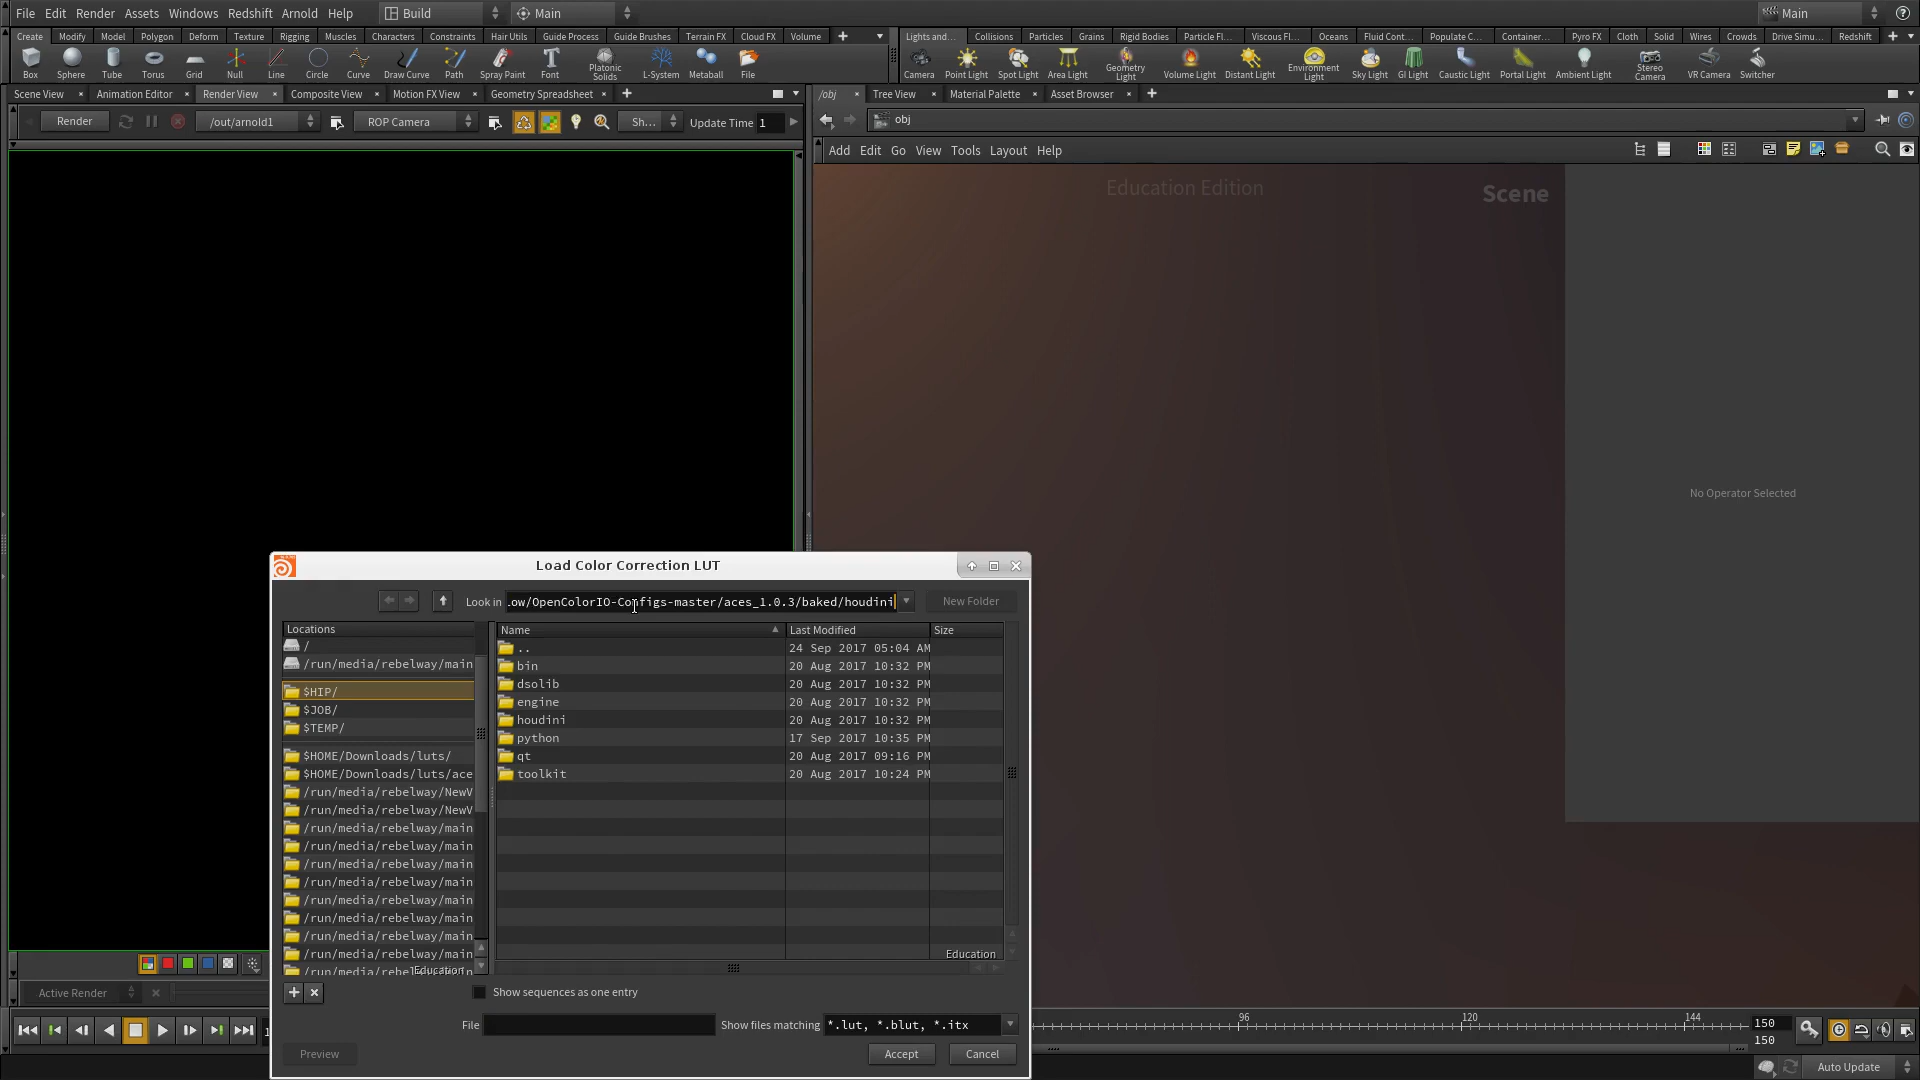 File Edit Render Assets Windows Redshift Arnold Help Build Main Main
Create Modify Model Polygon Deform Texture Rigging Muscles Characters Constraints Hair Utils Guide Process Guide Brushes Terrain FX Cloud FX Volume
Lights and... Collisions Particles Grains Rigid Bodies Particle Fl... Viscous Fl... Oceans Fluid Cont... Populate C... Container... Pyro FX Cloth Solid Wires Crowds Drive Simu... Redshift
Box Sphere Tube Torus Grid Null Line Circle Curve Draw Curve Path Spray Paint Font Platonic Solids L-System Metaball File
Camera Point Light Spot Light Area Light Geometry Light Volume Light Distant Light Environment Light Sky Light GI Light Caustic Light Portal Light Ambient Light Stereo Camera VR Camera Switcher
Scene View Animation Editor Render View Composite View Motion FX View Geometry Spreadsheet
/obj Tree View Material Palette Asset Browser
Render /out/arnold1 ROP Camera Sh... Update Time 1
obj
Add Edit Go View Tools Layout Help
Education Edition
Scene
No Operator Selected
Load Color Correction LUT
Look in .ow/OpenColorIO-Configs-master/aces_1.0.3/baked/houdini New Folder
Locations
/
/run/media/rebelway/main
$HIP/
$JOB/
$TEMP/
$HOME/Downloads/luts/
$HOME/Downloads/luts/ace
/run/media/rebelway/NewV
/run/media/rebelway/NewV
/run/media/rebelway/main
/run/media/rebelway/main
/run/media/rebelway/main
/run/media/rebelway/main
/run/media/rebelway/main
/run/media/rebelway/main
/run/media/rebelway/main
/run/media/rebelway/main
Education
Name Last Modified Size
.. 24 Sep 2017 05:04 AM
bin 20 Aug 2017 10:32 PM
dsolib 20 Aug 2017 10:32 PM
engine 20 Aug 2017 10:32 PM
houdini 20 Aug 2017 10:32 PM
python 17 Sep 2017 10:35 PM
qt 20 Aug 2017 09:16 PM
toolkit 20 Aug 2017 10:24 PM
Education
Show sequences as one entry
File Show files matching *.lut, *.blut, *.itx
Preview Accept Cancel
Active Render
96 120 144
150
150
Auto Update